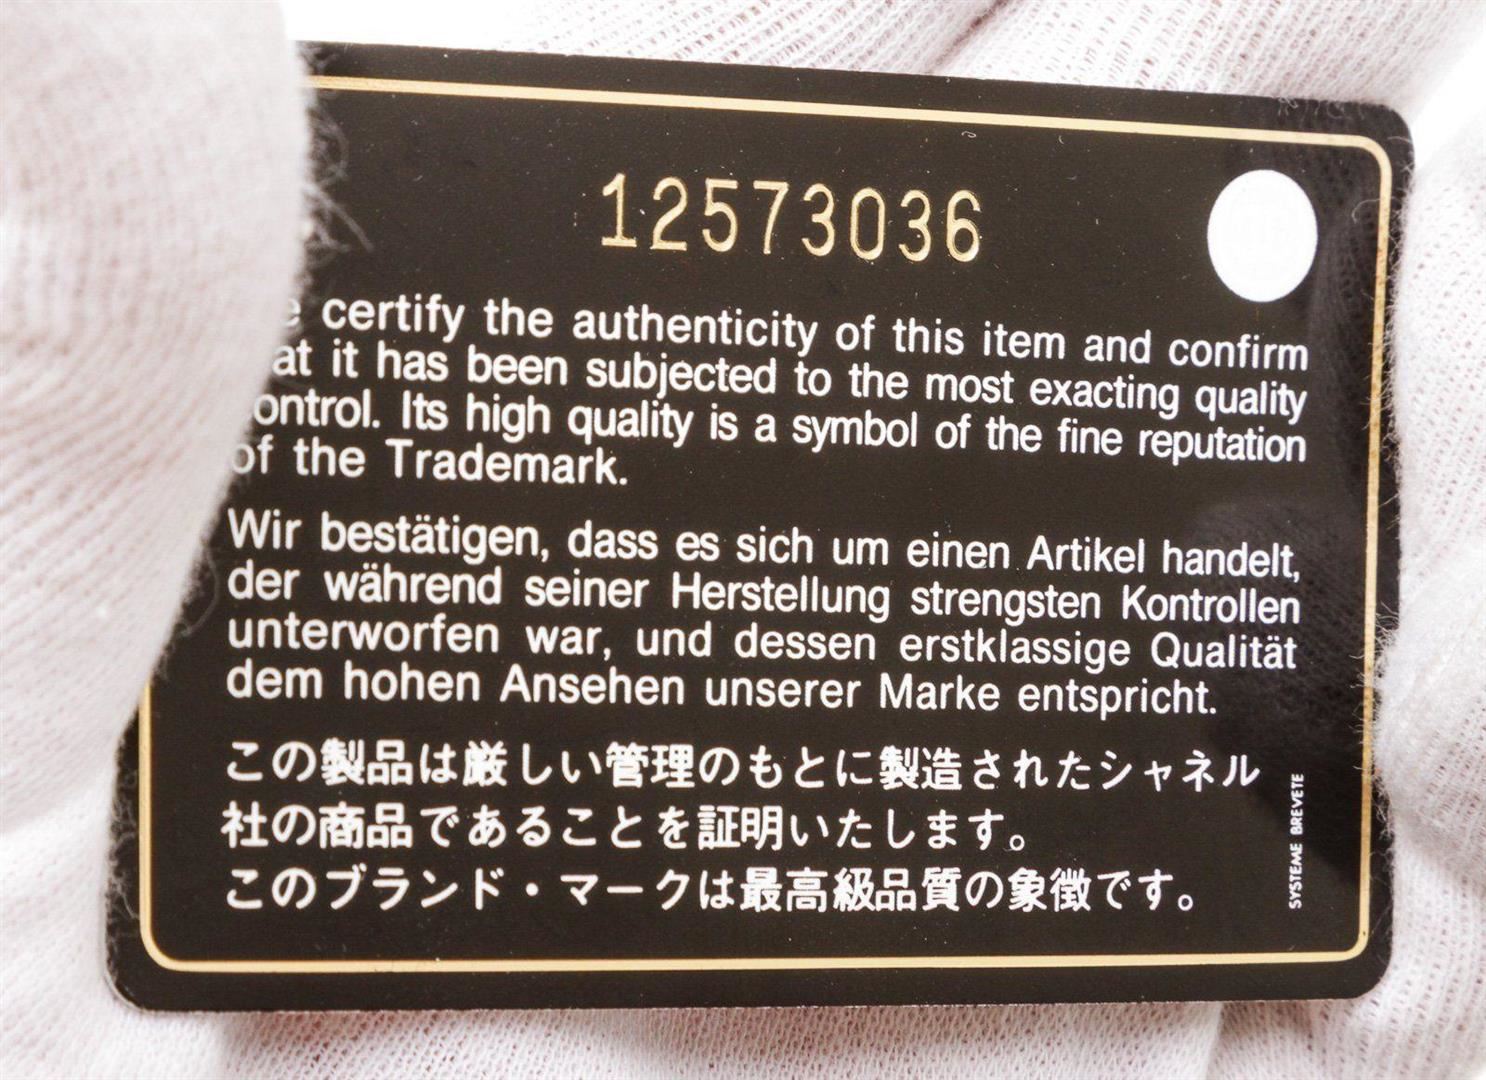 12573036
certify the authenticity of this item and confirm
it has been subjected to the most exacting quality
Its high quality is a symbol of the fine reputation
of the Trademark.
Wir bestätigen, dass es sich um einen Artikel handelt,
der während seiner Herstellung strengsten Kontrollen
unterworfen war, und dessen erstklassige Qualität
dem hohen Ansehen unserer Marke entspricht.
この製品は厳しい管理のもとに製造されたシャネル
社の商品であることを証明いたします。
このブランド・マークは最高級品質の象徴です。
SYSTEME BREVETE